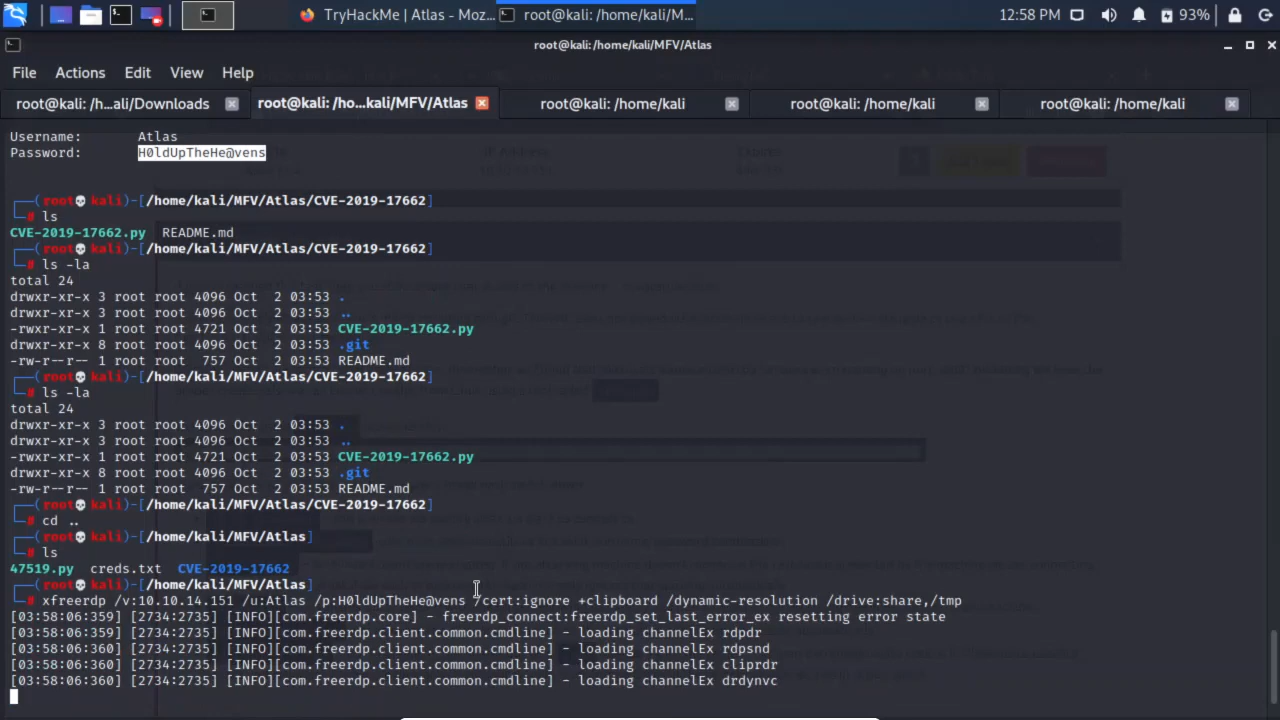 TryHackMe | Atlas - Moz...
root@kali: /home/kali/M...
12:58 PM
93%
root@kali: /home/kali/MFV/Atlas
File Actions Edit View Help
root@kali: /h...ali/Downloads
root@kali: /ho...kali/MFV/Atlas
root@kali: /home/kali
root@kali: /home/kali
root@kali: /home/kali
Username: Atlas
Password: H0ldUpTheHe@vens
┌──(root💀kali)-[/home/kali/MFV/Atlas/CVE-2019-17662]
└─# ls
CVE-2019-17662.py README.md
┌──(root💀kali)-[/home/kali/MFV/Atlas/CVE-2019-17662]
└─# ls -la
total 24
drwxr-xr-x 3 root root 4096 Oct 2 03:53 .
drwxr-xr-x 3 root root 4096 Oct 2 03:53 ..
-rwxr-xr-x 1 root root 4721 Oct 2 03:53 CVE-2019-17662.py
drwxr-xr-x 8 root root 4096 Oct 2 03:53 .git
-rw-r--r-- 1 root root 757 Oct 2 03:53 README.md
┌──(root💀kali)-[/home/kali/MFV/Atlas/CVE-2019-17662]
└─# ls -la
total 24
drwxr-xr-x 3 root root 4096 Oct 2 03:53 .
drwxr-xr-x 3 root root 4096 Oct 2 03:53 ..
-rwxr-xr-x 1 root root 4721 Oct 2 03:53 CVE-2019-17662.py
drwxr-xr-x 8 root root 4096 Oct 2 03:53 .git
-rw-r--r-- 1 root root 757 Oct 2 03:53 README.md
┌──(root💀kali)-[/home/kali/MFV/Atlas/CVE-2019-17662]
└─# cd ..
┌──(root💀kali)-[/home/kali/MFV/Atlas]
└─# ls
47519.py creds.txt CVE-2019-17662
┌──(root💀kali)-[/home/kali/MFV/Atlas]
└─# xfreerdp /v:10.10.14.151 /u:Atlas /p:H0ldUpTheHe@vens /cert:ignore +clipboard /dynamic-resolution /drive:share,/tmp
[03:58:06:359] [2734:2735] [INFO][com.freerdp.core] - freerdp_connect:freerdp_set_last_error_ex resetting error state
[03:58:06:360] [2734:2735] [INFO][com.freerdp.client.common.cmdline] - loading channelEx rdpdr
[03:58:06:360] [2734:2735] [INFO][com.freerdp.client.common.cmdline] - loading channelEx rdpsnd
[03:58:06:360] [2734:2735] [INFO][com.freerdp.client.common.cmdline] - loading channelEx cliprdr
[03:58:06:360] [2734:2735] [INFO][com.freerdp.client.common.cmdline] - loading channelEx drdynvc